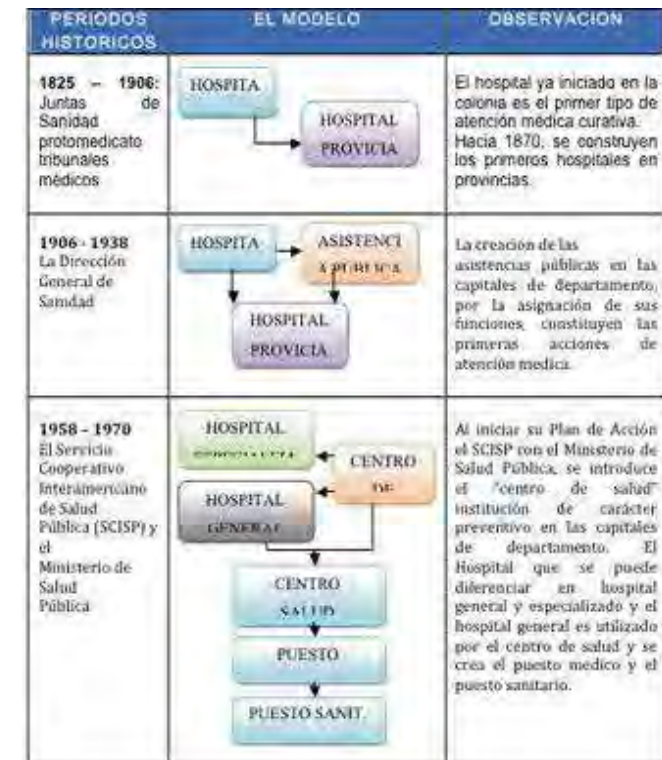 PERIODOS HISTORICOS
EL MODELO
OBSERVACION
1825 – 1906:
Juntas de
Sanidad
protomedicato
tribunales
médicos
HOSPITA
HOSPITAL
PROVICIA
El hospital ya iniciado en la
colonia es el primer tipo de
atención médica curativa.
Hacia 1870, se construyen
los primeros hospitales en
provincias.
1906 - 1938
La Dirección
General de
Sanidad
HOSPITA
ASISTENCI
A PUBLICA
HOSPITAL
PROVICIA
La creación de las
asistencias públicas en las
capitales de departamento,
por la asignación de sus
funciones, constituyen las
primeras acciones de
atención medica.
1958 – 1970
El Servicio
Cooperativo
Interamericano
de Salud
Pública (SCISP) y
el
Ministerio de
Salud
Pública
HOSPITAL
CENTRO
DE
HOSPITAL
GENERAL
CENTRO
SALUD
PUESTO
PUESTO SANIT.
Al iniciar su Plan de Acción
el SCISP con el Ministerio de
Salud Pública, se introduce
el "centro de salud"
institución de carácter
preventivo en las capitales
de departamento. El
Hospital que se puede
diferenciar en hospital
general y especializado y el
hospital general es utilizado
por el centro de salud y se
crea el puesto medico y el
puesto sanitario.